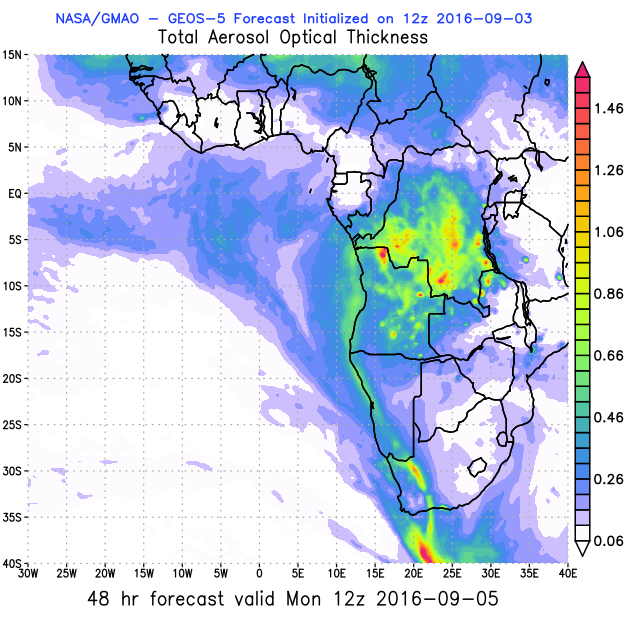 NASA/GMAO - GEOS-5 Forecast Initialized on 12z 2016-09-03
Total Aerosol Optical Thickness
15N
10N
5N
EQ
5S
10S
15S
20S
25S
30S
35S
40S
30W 25W 20W 15W 10W 5W 0 5E 10E 15E 20E 25E 30E 35E 40E
1.46
1.26
1.06
0.86
0.66
0.46
0.26
0.06
48 hr forecast valid Mon 12z 2016-09-05